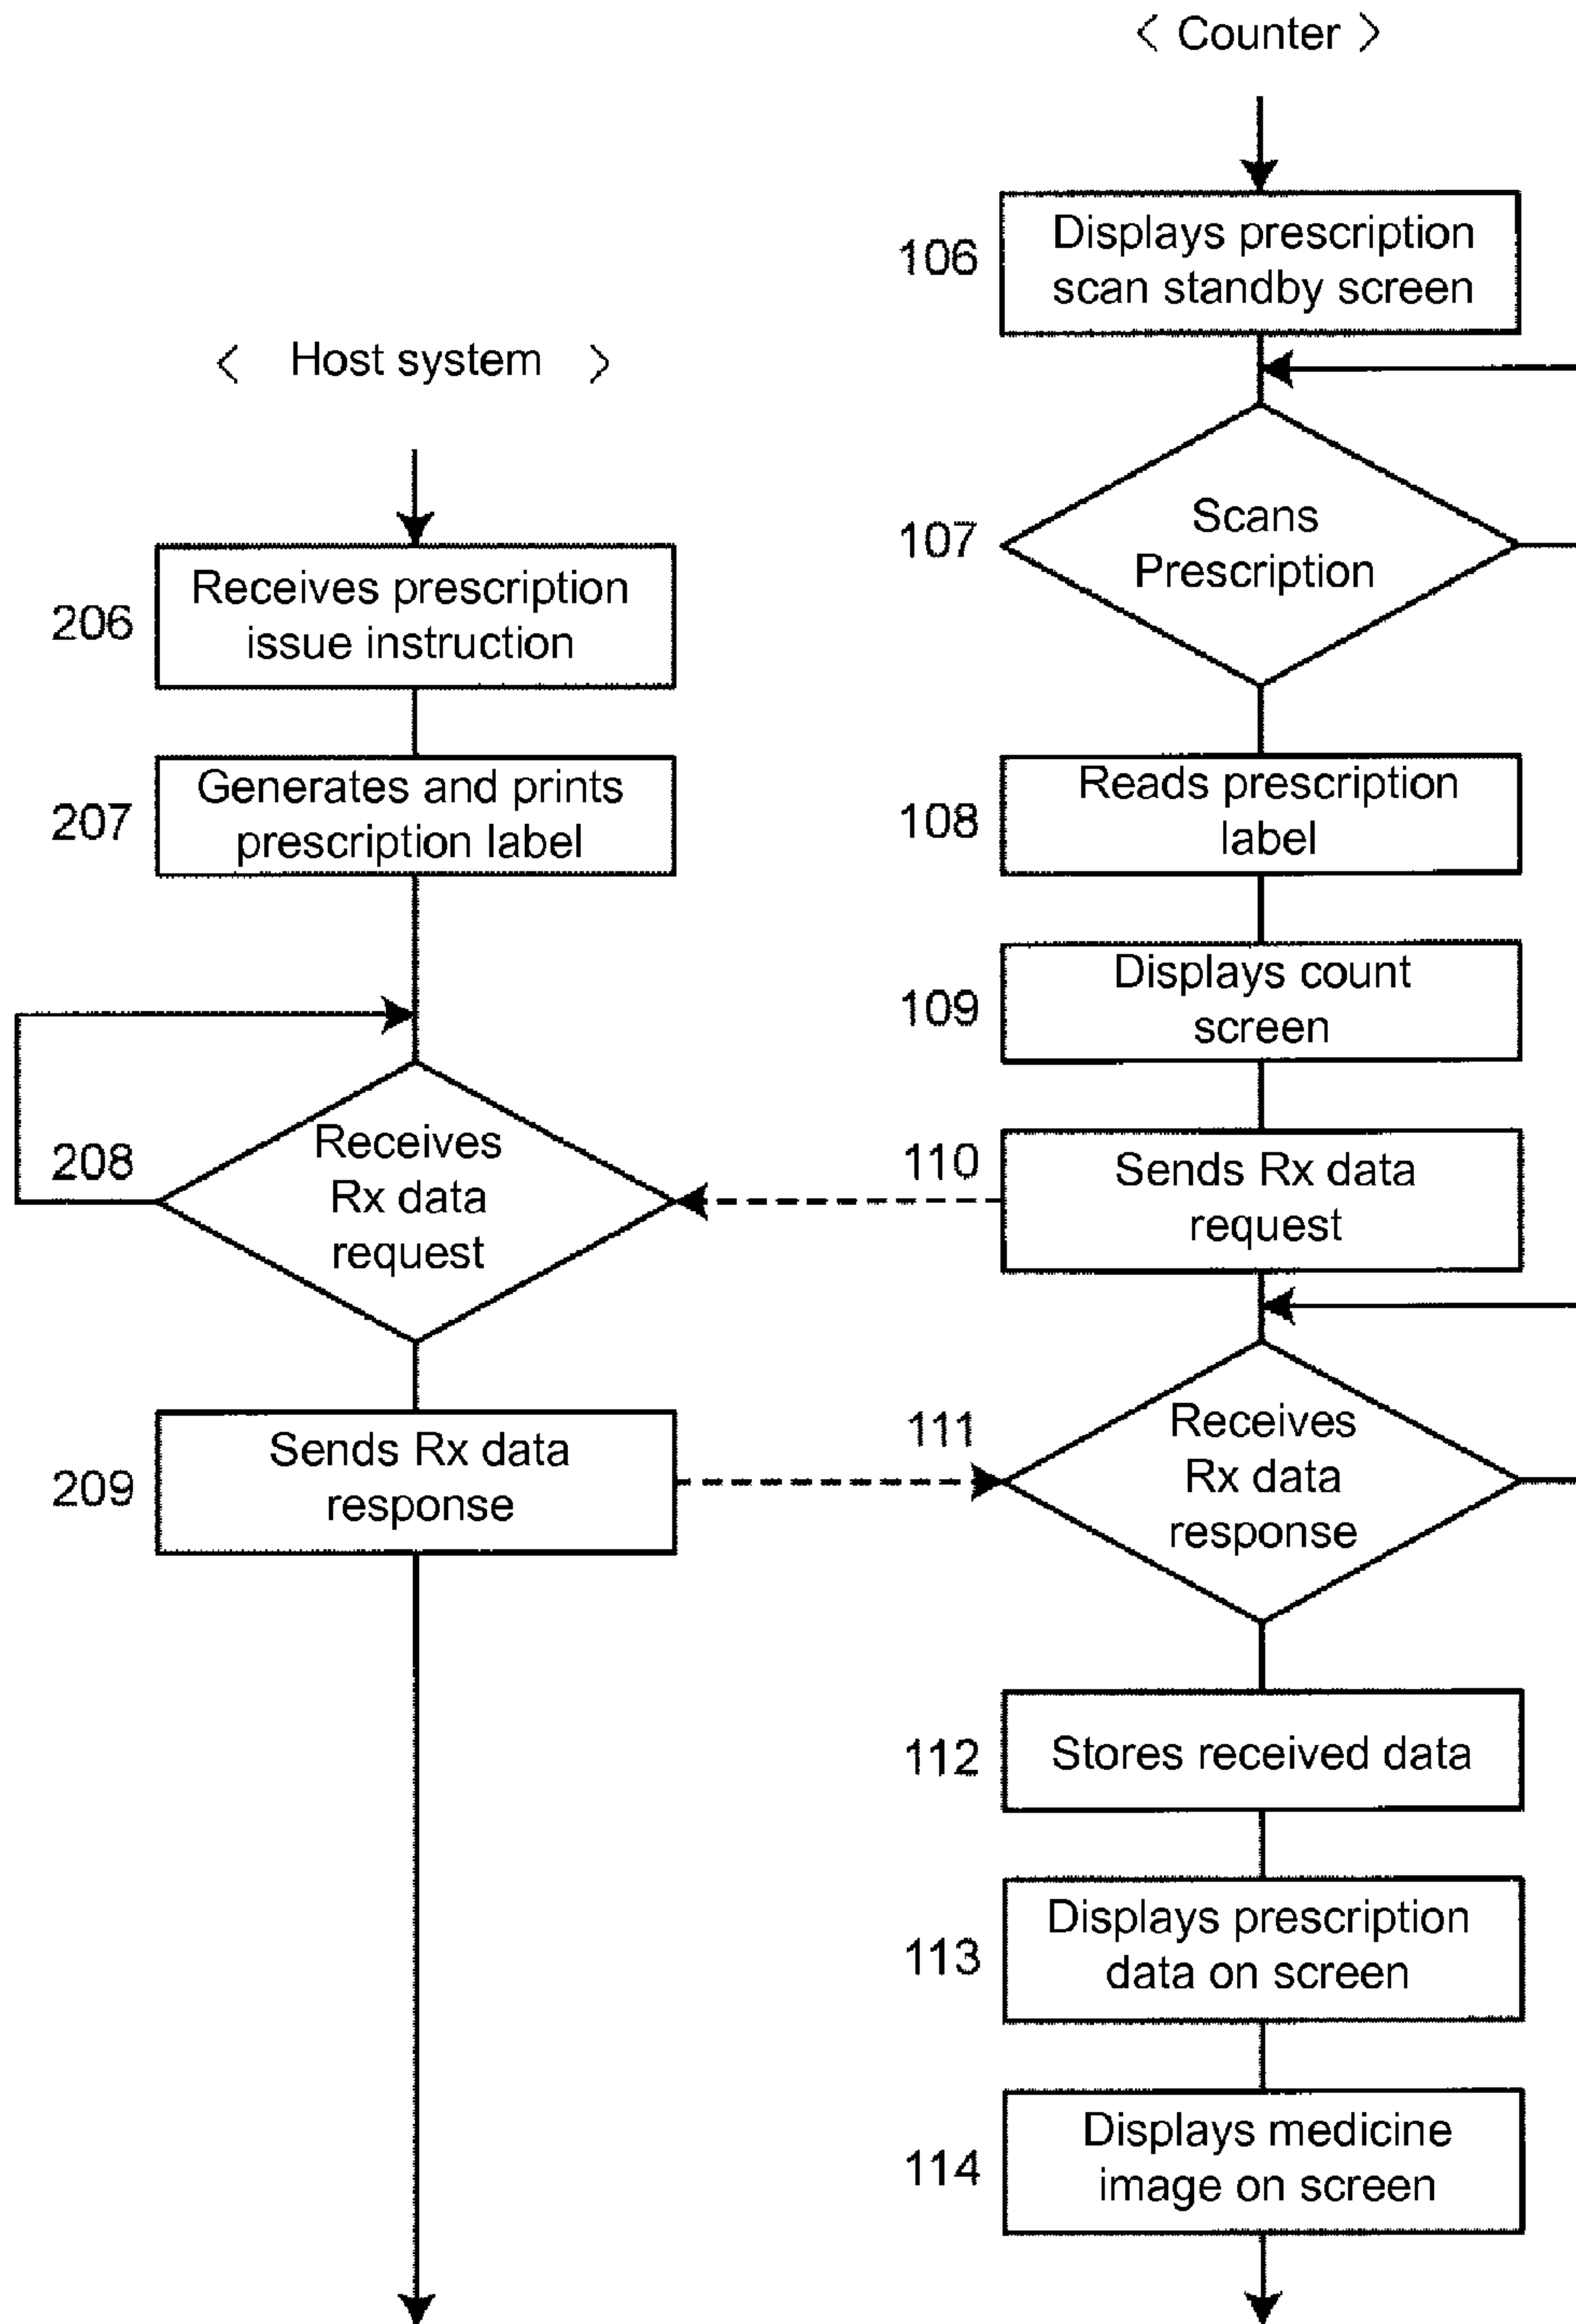 < Counter >
106
Displays prescription
scan standby screen
< Host system >
107
Scans
Prescription
206
Receives prescription
issue instruction
207
Generates and prints
prescription label
108
Reads prescription
label
109
Displays count
screen
208
Receives
Rx data
request
110
Sends Rx data
request
209
Sends Rx data
response
111
Receives
Rx data
response
112
Stores received data
113
Displays prescription
data on screen
114
Displays medicine
image on screen